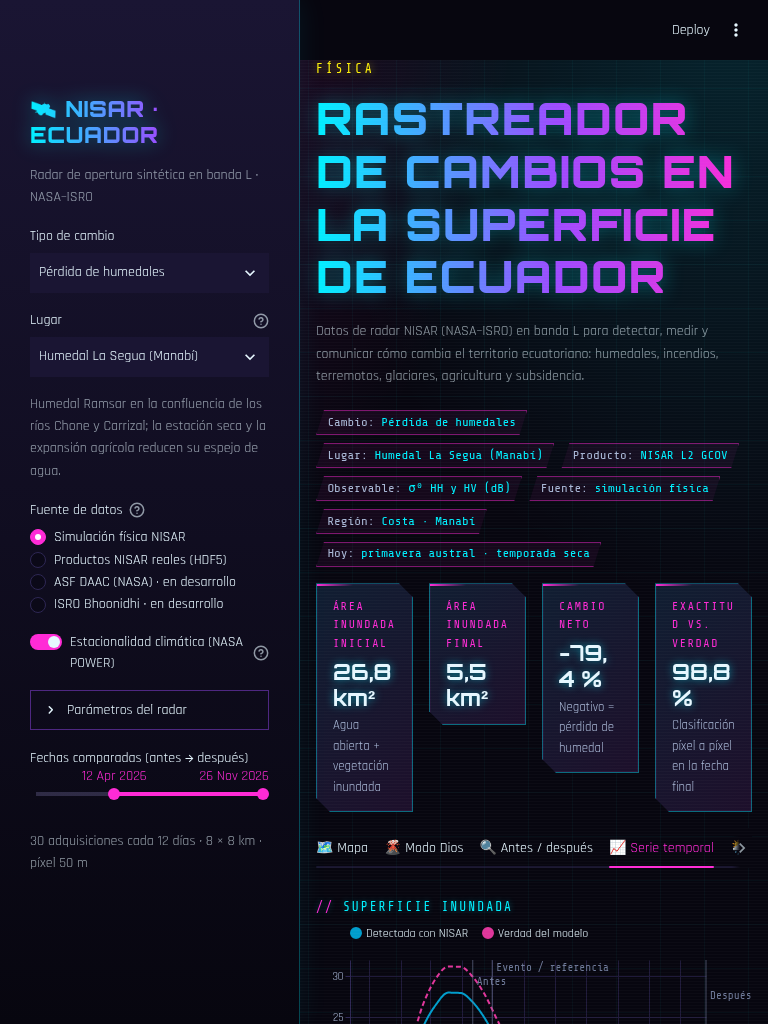 Deploy
NISAR ·
ECUADOR
Radar de apertura sintética en banda L ·
NASA-ISRO
Tipo de cambio
Pérdida de humedales
Lugar
Humedal La Segua (Manabí)
Humedal Ramsar en la confluencia de los
ríos Chone y Carrizal; la estación seca y la
expansión agrícola reducen su espejo de
agua.
Fuente de datos
Simulación física NISAR
Productos NISAR reales (HDF5)
ASF DAAC (NASA) · en desarrollo
ISRO Bhoonidhi · en desarrollo
Estacionalidad climática (NASA
POWER)
Parámetros del radar
Fechas comparadas (antes → después)
12 Apr 2026 26 Nov 2026
30 adquisiciones cada 12 días · 8 × 8 km ·
píxel 50 m
FÍSICA
RASTREADOR
DE CAMBIOS EN
LA SUPERFICIE
DE ECUADOR
Datos de radar NISAR (NASA-ISRO) en banda L para detectar, medir y
comunicar cómo cambia el territorio ecuatoriano: humedales, incendios,
terremotos, glaciares, agricultura y subsidencia.
Cambio: Pérdida de humedales
Lugar: Humedal La Segua (Manabí) Producto: NISAR L2 GCOV
Observable: σ⁰ HH y HV (dB) Fuente: simulación física
Región: Costa · Manabí
Hoy: primavera austral · temporada seca
ÁREA
INUNDADA
INICIAL
26,8
km²
Agua
abierta +
vegetación
inundada
ÁREA
INUNDADA
FINAL
5,5
km²
CAMBIO
NETO
-79,
4 %
Negativo =
pérdida de
humedal
EXACTITU
D VS.
VERDAD
98,8
%
Clasificación
píxel a píxel
en la fecha
final
Mapa Modo Dios Antes / después Serie temporal
// SUPERFICIE INUNDADA
Detectada con NISAR Verdad del modelo
Evento / referencia
Antes
Después
30
25